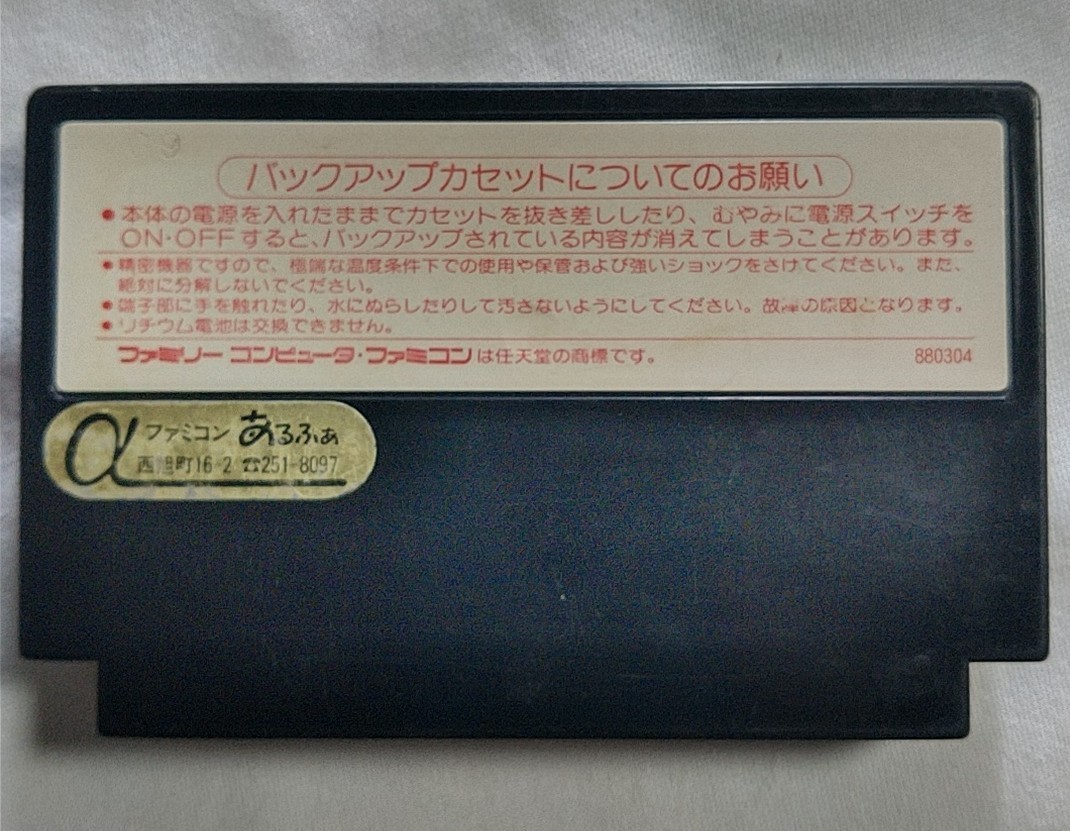 バックアップカセットについてのお願い
●本体の電源を入れたままでカセットを抜き差ししたり、むやみに電源スイッチを
ON·OFFすると、バックアップされている内容が消えてしまうことがあります。
●精密機器ですので、極端な温度条件下での使用や保管および強いショックをさけてください。また、
絶対に分解しないでください。
●端子部に手を触れたり、水にぬらしたりして汚さないようにしてください。故障の原因となります。
●リチウム電池は交換できません。
ファミリーコンピュータ・ファミコンは任天堂の商標です。 880304
α ファミコン あるふぁ
西旭町16-2 ☎251-8097